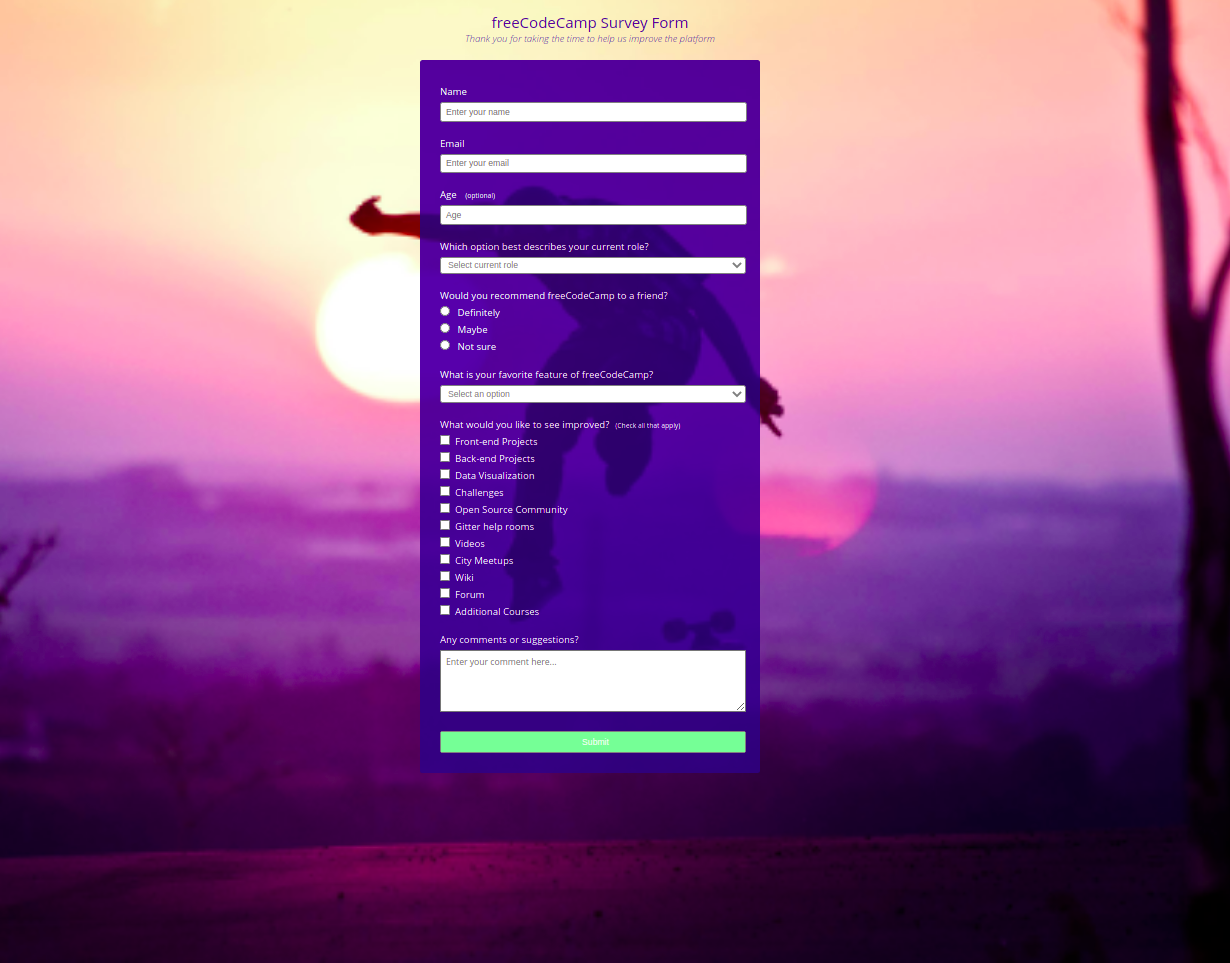 freeCodeCamp Survey Form
Thank you for taking the time to help us improve the platform
Name
Enter your name
Email
Enter your email
Age (optional)
Age
Which option best describes your current role?
Select current role
Would you recommend freeCodeCamp to a friend?
Definitely
Maybe
Not sure
What is your favorite feature of freeCodeCamp?
Select an option
What would you like to see improved? (Check all that apply)
Front-end Projects
Back-end Projects
Data Visualization
Challenges
Open Source Community
Gitter help rooms
Videos
City Meetups
Wiki
Forum
Additional Courses
Any comments or suggestions?
Enter your comment here...
Submit